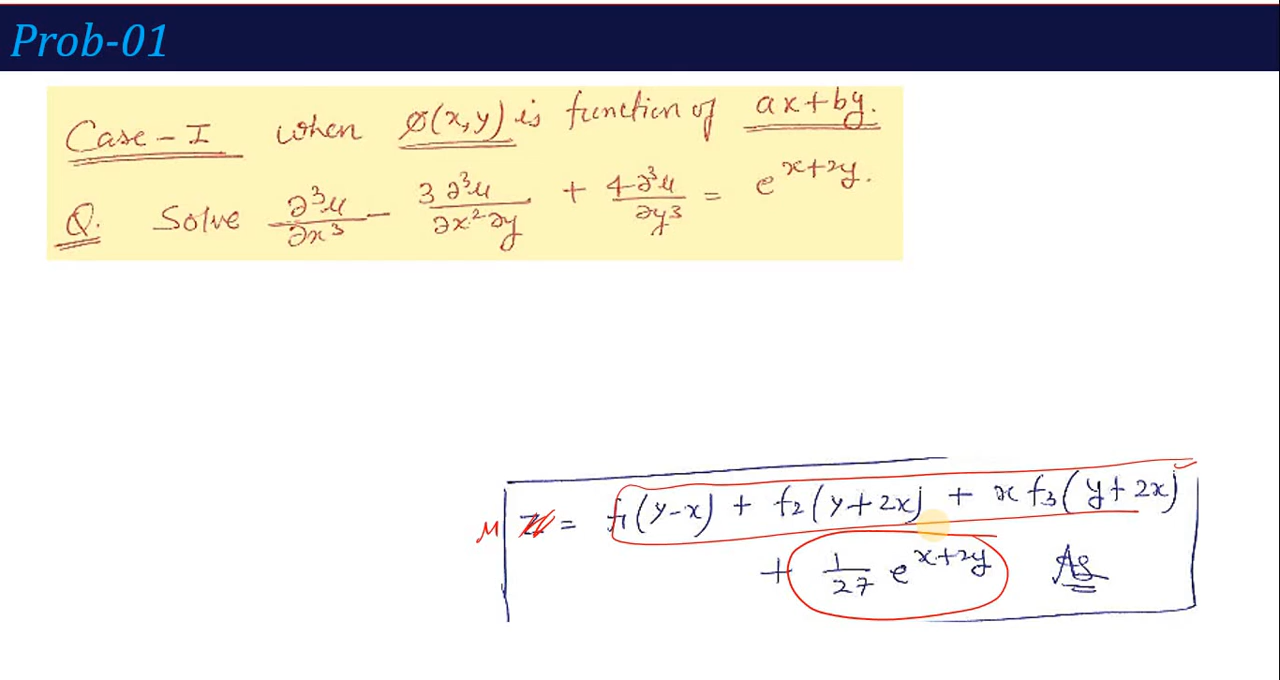 Prob-01
Case-I when ø(x,y) is function of ax+by.
Q. Solve ∂³u/∂x³ - 3∂³u/∂x²∂y + 4∂³u/∂y³ = e^{x+2y}.
u = f₁(y-x) + f₂(y+2x) + x f₃(y+2x)
+ 1/27 e^{x+2y} As